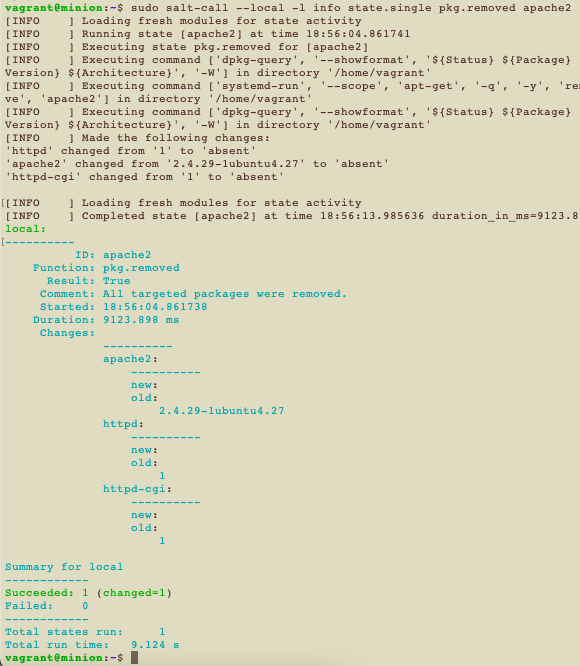 vagrant@minion:~$ sudo salt-call --local -l info state.single pkg.removed apache2
[INFO    ] Loading fresh modules for state activity
[INFO    ] Running state [apache2] at time 18:56:04.861741
[INFO    ] Executing state pkg.removed for [apache2]
[INFO    ] Executing command ['dpkg-query', '--showformat', '${Status} ${Package}
Version} ${Architecture}', '-W'] in directory '/home/vagrant'
[INFO    ] Executing command ['systemd-run', '--scope', 'apt-get', '-q', '-y', 're
ve', 'apache2'] in directory '/home/vagrant'
[INFO    ] Executing command ['dpkg-query', '--showformat', '${Status} ${Package}
Version} ${Architecture}', '-W'] in directory '/home/vagrant'
[INFO    ] Made the following changes:
'httpd' changed from '1' to 'absent'
'apache2' changed from '2.4.29-1ubuntu4.27' to 'absent'
'httpd-cgi' changed from '1' to 'absent'
[[INFO    ] Loading fresh modules for state activity
[INFO    ] Completed state [apache2] at time 18:56:13.985636 duration_in_ms=9123.8
local:
[----------
ID: apache2
Function: pkg.removed
Result: True
Comment: All targeted packages were removed.
Started: 18:56:04.861738
Duration: 9123.898 ms
Changes:
----------
apache2:
----------
new:
old:
2.4.29-1ubuntu4.27
httpd:
----------
new:
old:
1
httpd-cgi:
----------
new:
old:
1
Summary for local
------------
Succeeded: 1 (changed=1)
Failed:    0
------------
Total states run:     1
Total run time:   9.124 s
vagrant@minion:~$